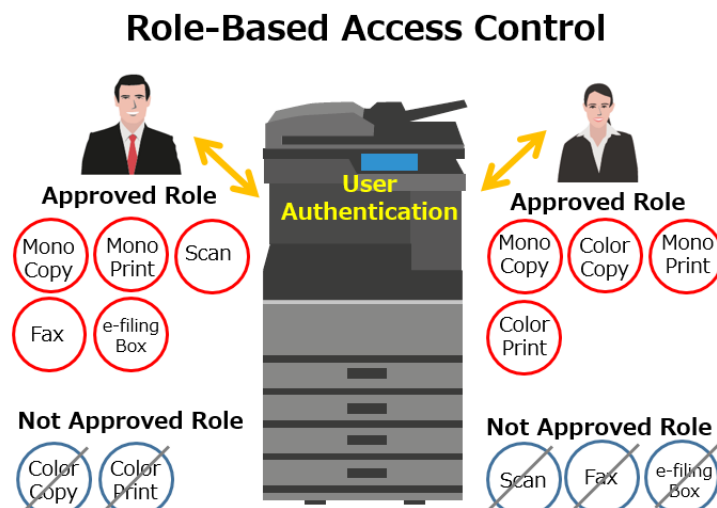 Role-Based Access Control
User
Authentication
Approved Role
Mono
Copy
Mono
Print
Scan
Fax
e-filing
Box
Not Approved Role
Color
Copy
Color
Print
Approved Role
Mono
Copy
Color
Copy
Mono
Print
Color
Print
Not Approved Role
Scan
Fax
e-filing
Box